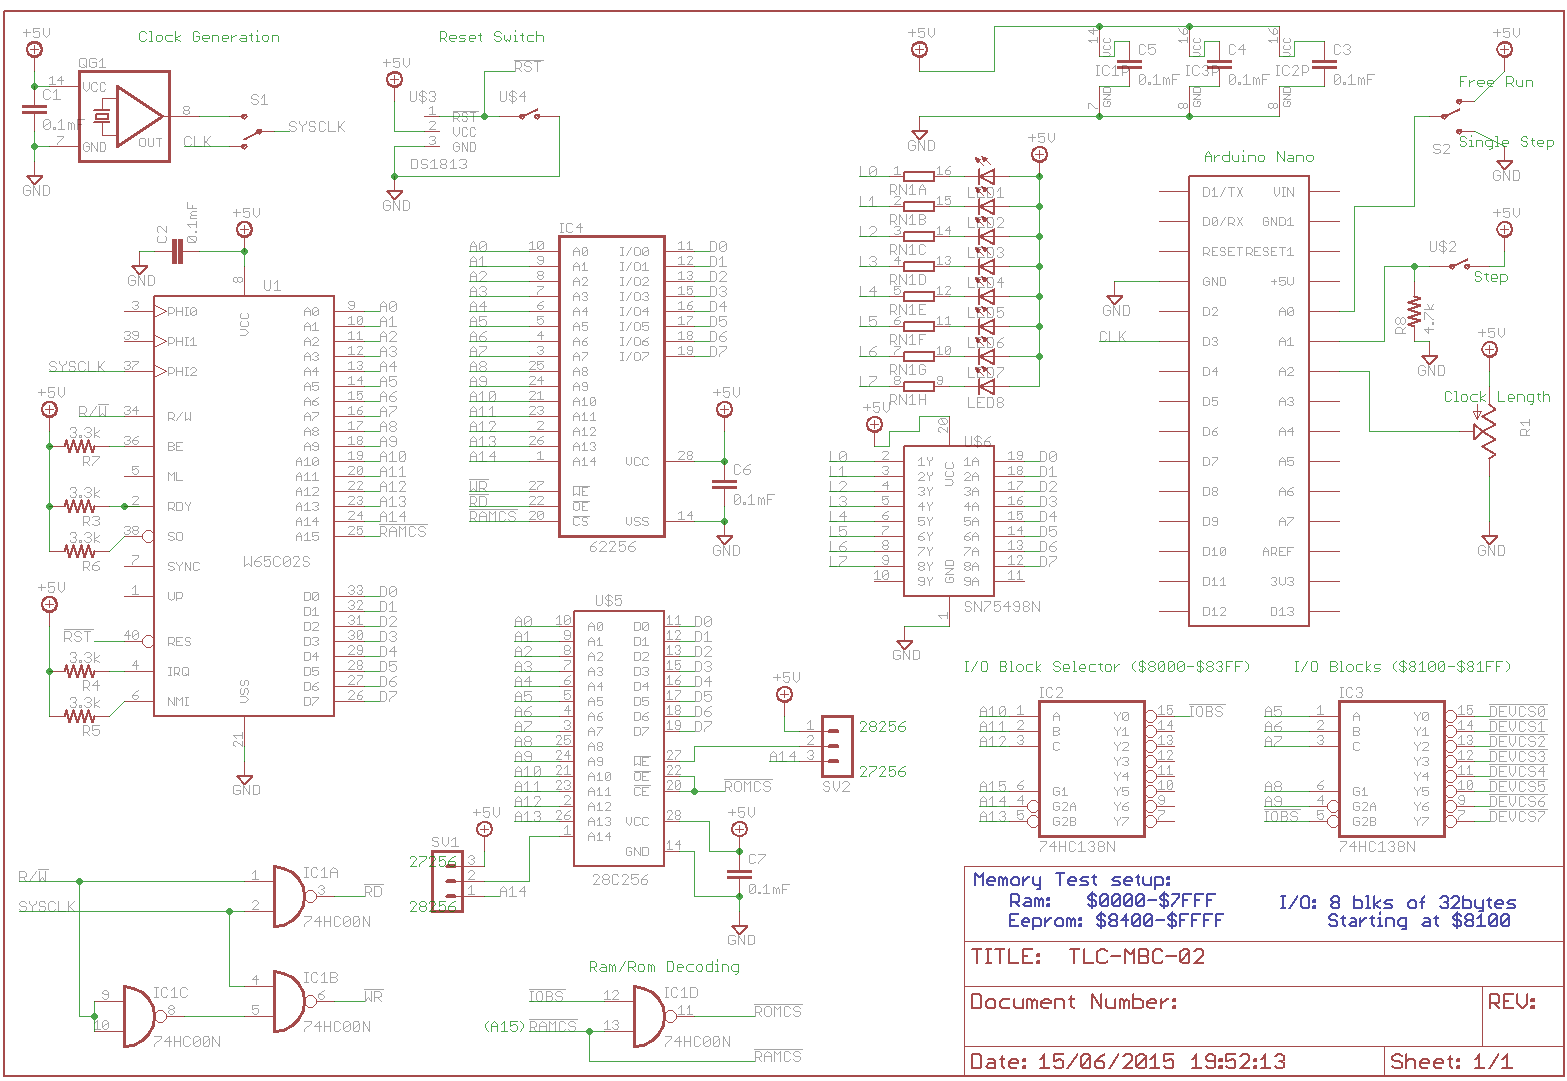 Clock Generation
+5V
QG1
14
VCC
C1
0.1mF
8
7
GND
OUT
CLK
S1
SYSCLK
GND
Reset Switch
+5V
RST
U$3
U$4
1 RST
2 VCC
3 GND
DS1813
GND
+5V
14
VCC
C5
IC1P
0.1mF
7
GND
16
VCC
C4
IC3P
0.1mF
8
GND
16
VCC
C3
IC2P
0.1mF
8
GND
GND
+5V
Free Run
Single Step
S2
GND
+5V
U$2
Step
R8
4.7k
GND
+5V
Clock Length
R1
GND
Arduino Nano
D1/TX VIN
D0/RX GND1
RESET RESET1
GND +5V
D2 A0
D3 A1
D4 A2
D5 A3
D6 A4
D7 A5
D8 A6
D9 A7
D10 AREF
D11 3V3
D12 D13
GND
CLK
+5V
L0 1 16 LED1
RN1A
L1 2 15 LED2
RN1B
L2 3 14 LED3
RN1C
L3 4 13 LED4
RN1D
L4 5 12 LED5
RN1E
L5 6 11 LED6
RN1F
L6 7 10 LED7
RN1G
L7 8 9 LED8
RN1H
+5V
20
U$6
L0 2 1Y 1A 19 D0
L1 3 2Y 2A 18 D1
L2 4 3Y 3A 17 D2
L3 5 4Y 4A 16 D3
L4 6 5Y 5A 15 D4
L5 7 6Y 6A 14 D5
L6 8 7Y 7A 13 D6
L7 9 8Y 8A 12 D7
10 9Y 9A 11
VCC
GND
SN75498N
1
GND
C2
0.1mF
GND
+5V
8
U1
VCC
3 PHI0
39 PHI1
SYSCLK 37 PHI2
+5V
R/W 34 R/W
3.3k
R7
36 BE
5 ML
3.3k
R3
2 RDY
38 SO
3.3k
R6
7 SYNC
+5V
1 VP
RST 40 RES
3.3k
R4
4 IRQ
6 NMI
3.3k
R5
A0 9 A0
A1 10 A1
A2 11 A2
A3 12 A3
A4 13 A4
A5 14 A5
A6 15 A6
A7 16 A7
A8 17 A8
A9 18 A9
A10 19 A10
A11 20 A11
A12 22 A12
A13 23 A13
A14 24 A14
A15 25 RAMCS
W65C02S
D0 33 D0
D1 32 D1
D2 31 D2
D3 30 D3
D4 29 D4
D5 28 D5
D6 27 D6
D7 26 D7
VSS
21
GND
IC4
A0 10 A0 I/O0 11 D0
A1 9 A1 I/O1 12 D1
A2 8 A2 I/O2 13 D2
A3 7 A3 I/O3 15 D3
A4 6 A4 I/O4 16 D4
A5 5 A5 I/O5 17 D5
A6 4 A6 I/O6 18 D6
A7 3 A7 I/O7 19 D7
A8 25 A8
A9 24 A9
A10 21 A10
A11 23 A11
A12 2 A12
A13 26 A13
A14 1 A14 VCC 28
WR 27 WE
RD 22 OE
RAMCS 20 CS VSS 14
62256
+5V
C6
0.1mF
GND
U$5
A0 10 A0 D0 11 D0
A1 9 A1 D1 12 D1
A2 8 A2 D2 13 D2
A3 7 A3 D3 15 D3
A4 6 A4 D4 16 D4
A5 5 A5 D5 17 D5
A6 4 A6 D6 18 D6
A7 3 A7 D7 19 D7
A8 25 A8
A9 24 A9 WE 27
A10 21 A10 OE 22
A11 23 A11 CE 20 ROMCS
A12 2 A12
A13 26 A13 VCC 28
1 A14
GND 14
28C256
+5V
1
2
A14 3
28256
27256
SV2
+5V
C7
0.1mF
GND
+5V
SV1
27256
28256
3
2
1 A14
I/O Block Selector ($8000-$83FF)
IC2
A10 1 A Y0 15 IOBS
A11 2 B Y1 14
A12 3 C Y2 13
Y3 12
Y4 11
A15 6 G1 Y5 10
A14 4 G2A Y6 9
A13 5 G2B Y7 7
74HC138N
I/O Blocks ($8100-$81FF)
IC3
A5 1 A Y0 15 DEVCS0
A6 2 B Y1 14 DEVCS1
A7 3 C Y2 13 DEVCS2
Y3 12 DEVCS3
Y4 11 DEVCS4
A8 6 G1 Y5 10 DEVCS5
A9 4 G2A Y6 9 DEVCS6
IOBS 5 G2B Y7 7 DEVCS7
74HC138N
R/W 1 IC1A
3 RD
SYSCLK 2
74HC00N
4 IC1B
6 WR
5
74HC00N
9 IC1C
8
10
74HC00N
Ram/Rom Decoding
IOBS 12 IC1D
11 ROMCS
(A15) RAMCS 13
74HC00N
RAMCS
Memory Test setup:
Ram: $0000-$7FFF
Eeprom: $8400-$FFFF
I/O: 8 blks of 32bytes
Starting at $8100
TITLE: TLC-MBC-02
Document Number:
REV:
Date: 15/06/2015 19:52:13
Sheet: 1/1